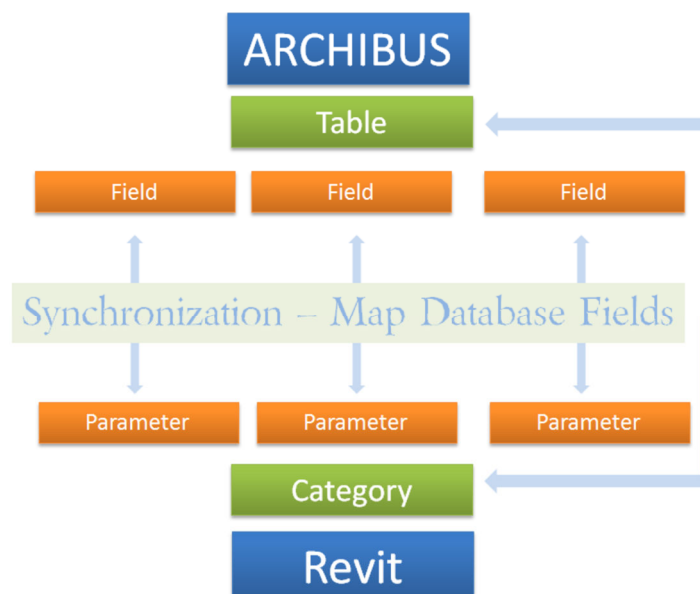 ARCHIBUS
Table
Field Field Field
Synchronization – Map Database Fields
Parameter Parameter Parameter
Category
Revit